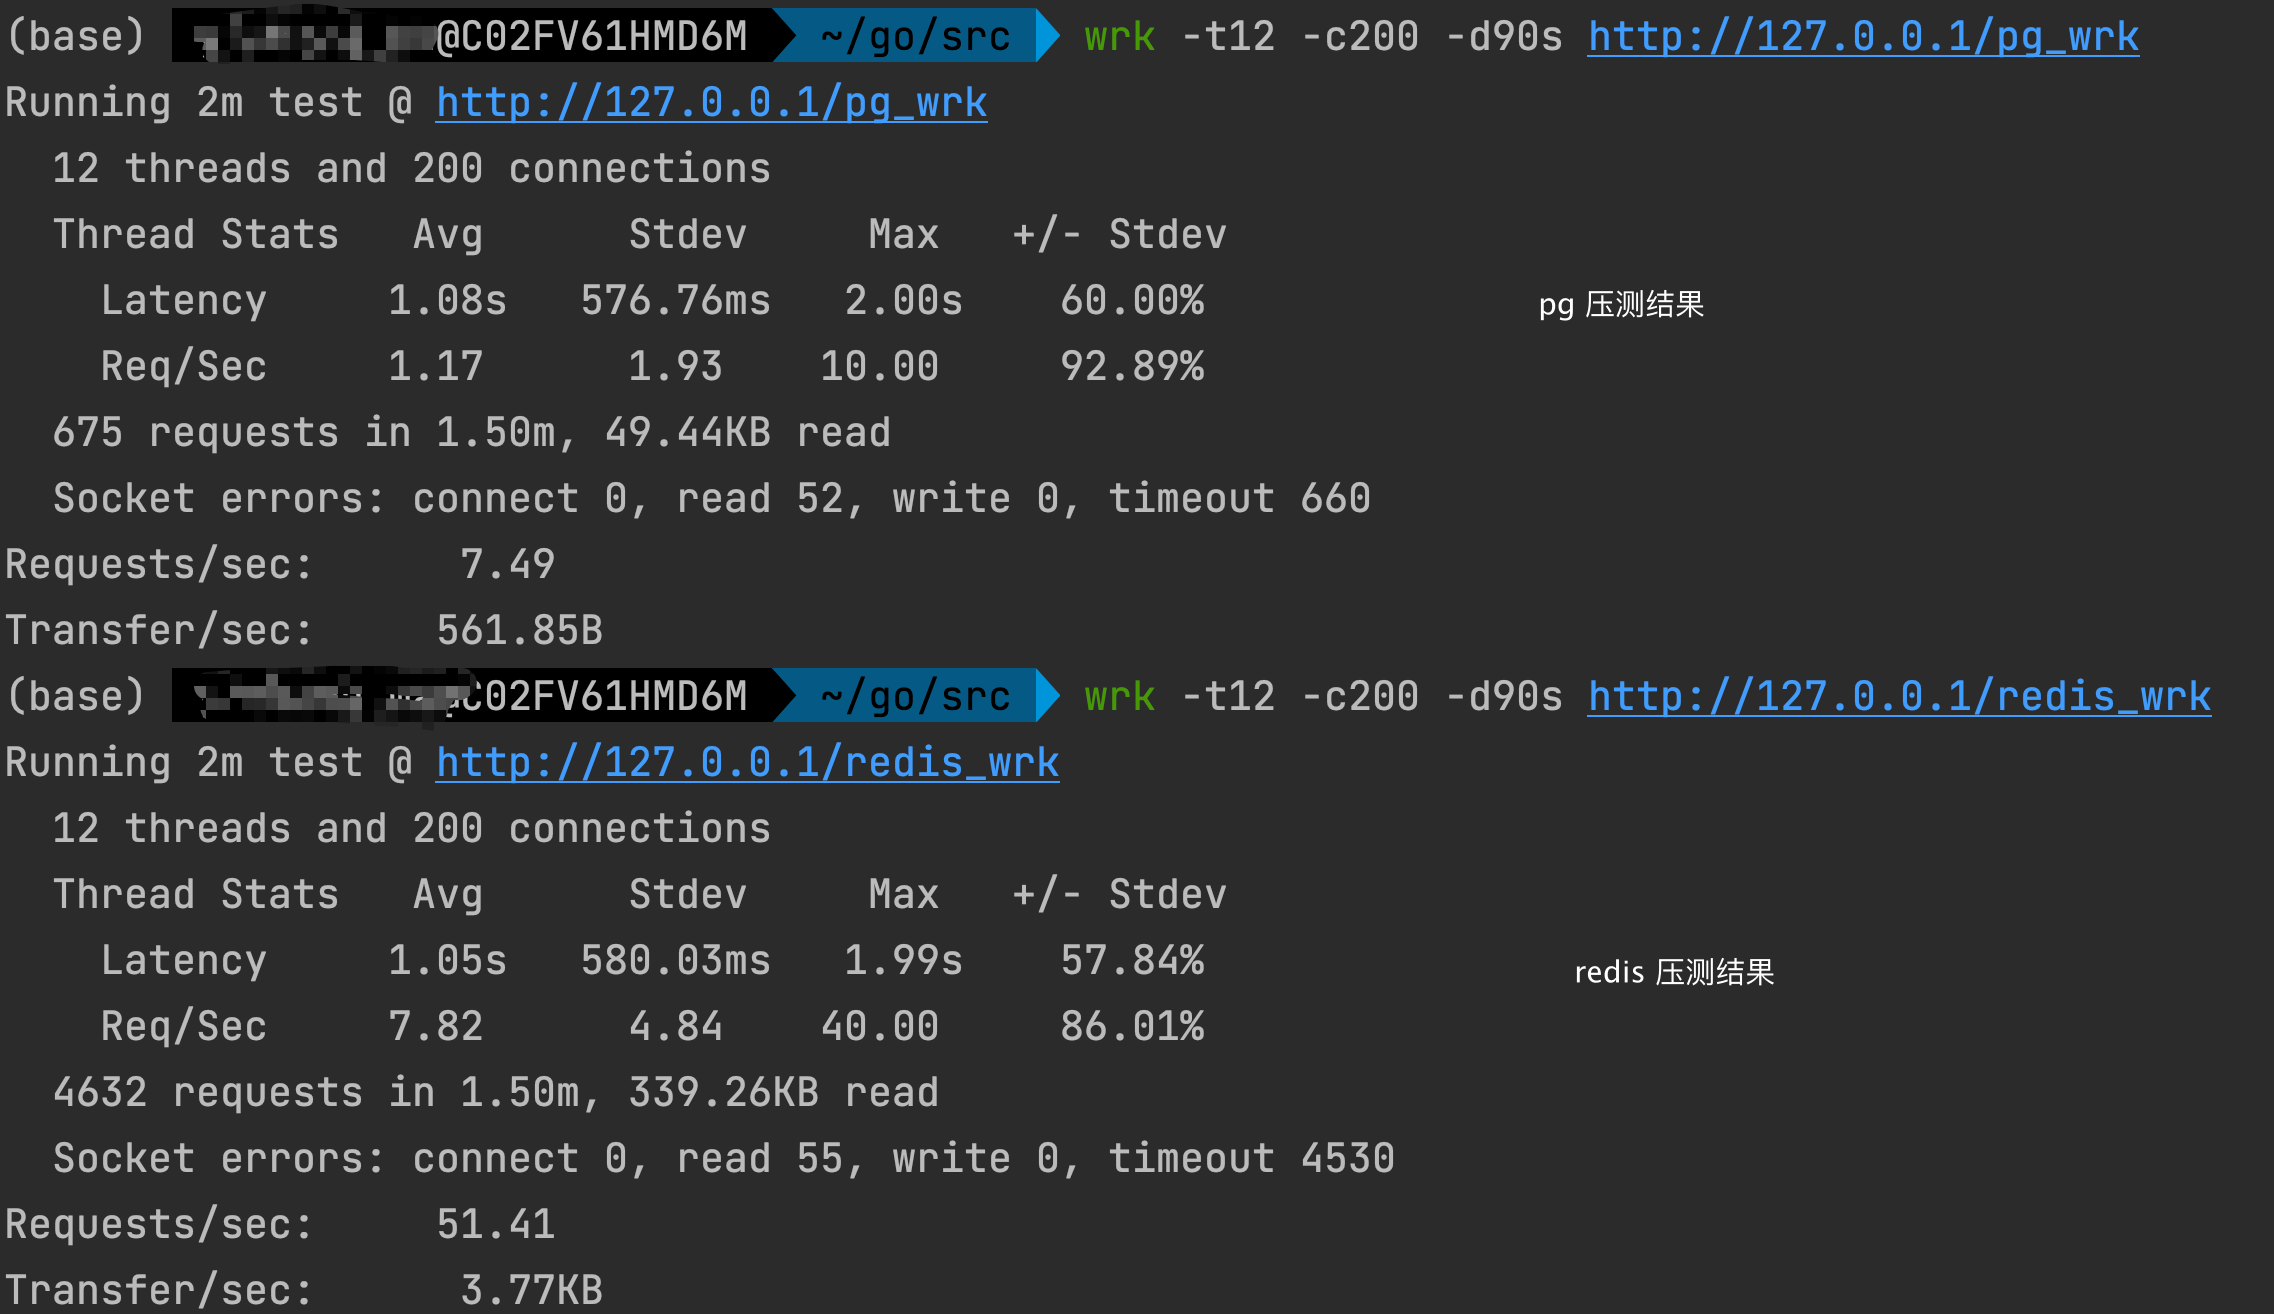 (base) @C02FV61HMD6M ~/go/src wrk -t12 -c200 -d90s http://127.0.0.1/pg_wrk
Running 2m test @ http://127.0.0.1/pg_wrk
12 threads and 200 connections
Thread Stats Avg Stdev Max +/- Stdev
Latency 1.08s 576.76ms 2.00s 60.00%
pg 压测结果
Req/Sec 1.17 1.93 10.00 92.89%
675 requests in 1.50m, 49.44KB read
Socket errors: connect 0, read 52, write 0, timeout 660
Requests/sec: 7.49
Transfer/sec: 561.85B
(base) @C02FV61HMD6M ~/go/src wrk -t12 -c200 -d90s http://127.0.0.1/redis_wrk
Running 2m test @ http://127.0.0.1/redis_wrk
12 threads and 200 connections
Thread Stats Avg Stdev Max +/- Stdev
Latency 1.05s 580.03ms 1.99s 57.84%
redis 压测结果
Req/Sec 7.82 4.84 40.00 86.01%
4632 requests in 1.50m, 339.26KB read
Socket errors: connect 0, read 55, write 0, timeout 4530
Requests/sec: 51.41
Transfer/sec: 3.77KB